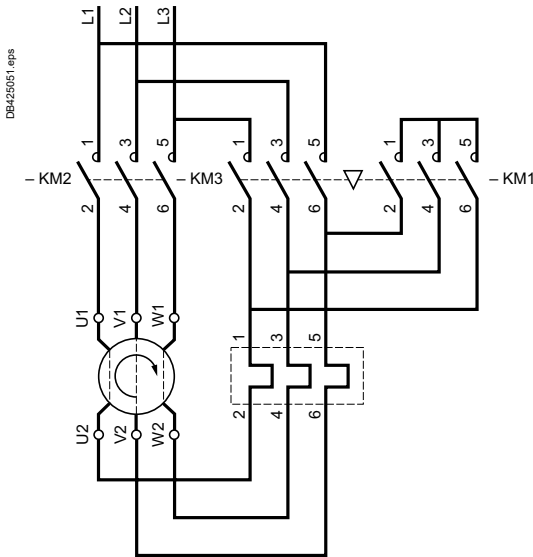 DB425051.eps
L1 L2 L3
1 3 5 1 3 5 1 3 5
– KM2 – KM3 – KM1
2 4 6 2 4 6 2 4 6
U1 V1 W1
1 3 5
2 4 6
U2 V2 W2